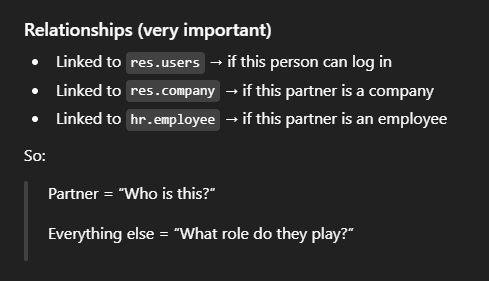 Relationships (very important)
• Linked to res.users → if this person can log in
• Linked to res.company → if this partner is a company
• Linked to hr.employee → if this partner is an employee
So:
Partner = “Who is this?”
Everything else = “What role do they play?”